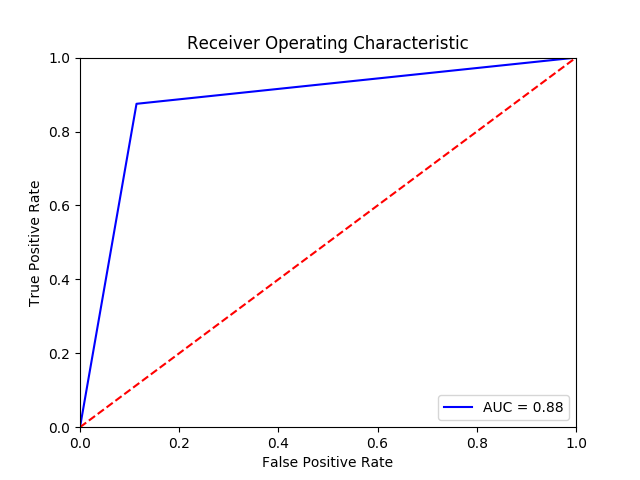 Receiver Operating Characteristic
1.0
0.8
0.6
0.4
0.2
0.0
True Positive Rate
AUC = 0.88
0.0 0.2 0.4 0.6 0.8 1.0
False Positive Rate